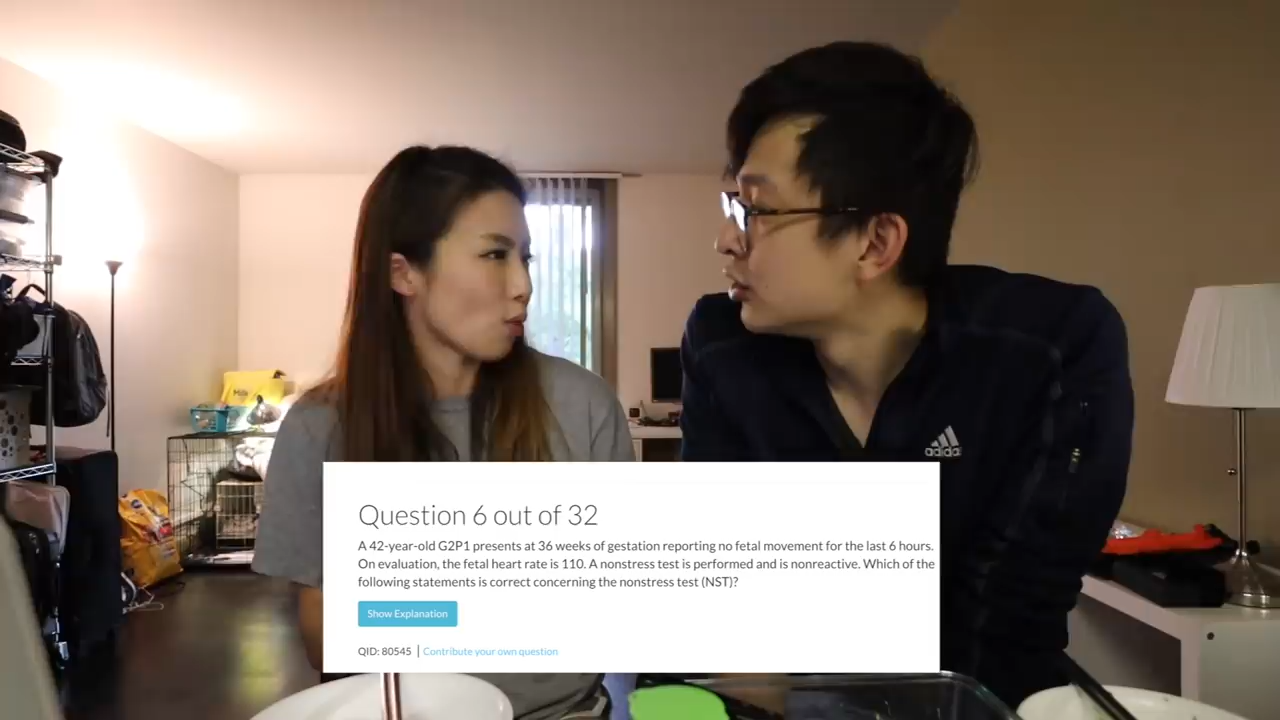 Milk
adidas
Question 6 out of 32
A 42-year-old G2P1 presents at 36 weeks of gestation reporting no fetal movement for the last 6 hours.
On evaluation, the fetal heart rate is 110. A nonstress test is performed and is nonreactive. Which of the
following statements is correct concerning the nonstress test (NST)?
Show Explanation
QID: 80545 | Contribute your own question